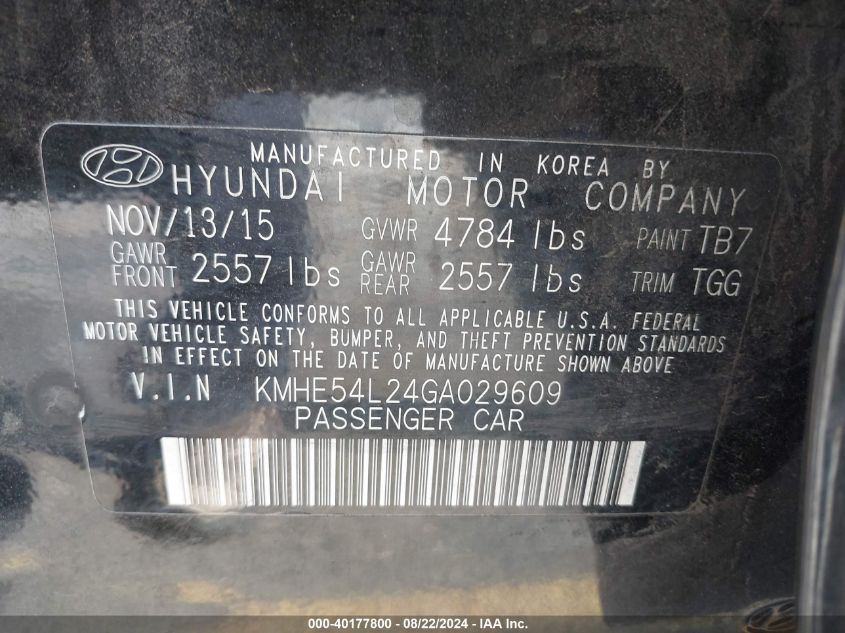 MANUFACTURED IN KOREA BY
HYUNDAI MOTOR COMPANY
NOV/13/15 GVWR 4784 lbs PAINT TB7
GAWR FRONT 2557 lbs GAWR REAR 2557 lbs TRIM TGG
THIS VEHICLE CONFORMS TO ALL APPLICABLE U.S.A. FEDERAL
MOTOR VEHICLE SAFETY, BUMPER, AND THEFT PREVENTION STANDARDS
IN EFFECT ON THE DATE OF MANUFACTURE SHOWN ABOVE
V.I.N KMHE54L24GA029609
PASSENGER CAR
000-40177800 - 08/22/2024 - IAA Inc.